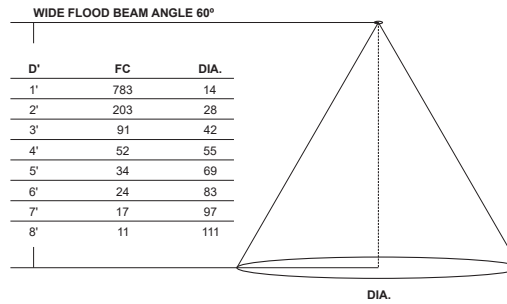 WIDE FLOOD BEAM ANGLE 60º
D' FC DIA.
1' 783 14
2' 203 28
3' 91 42
4' 52 55
5' 34 69
6' 24 83
7' 17 97
8' 11 111
DIA.